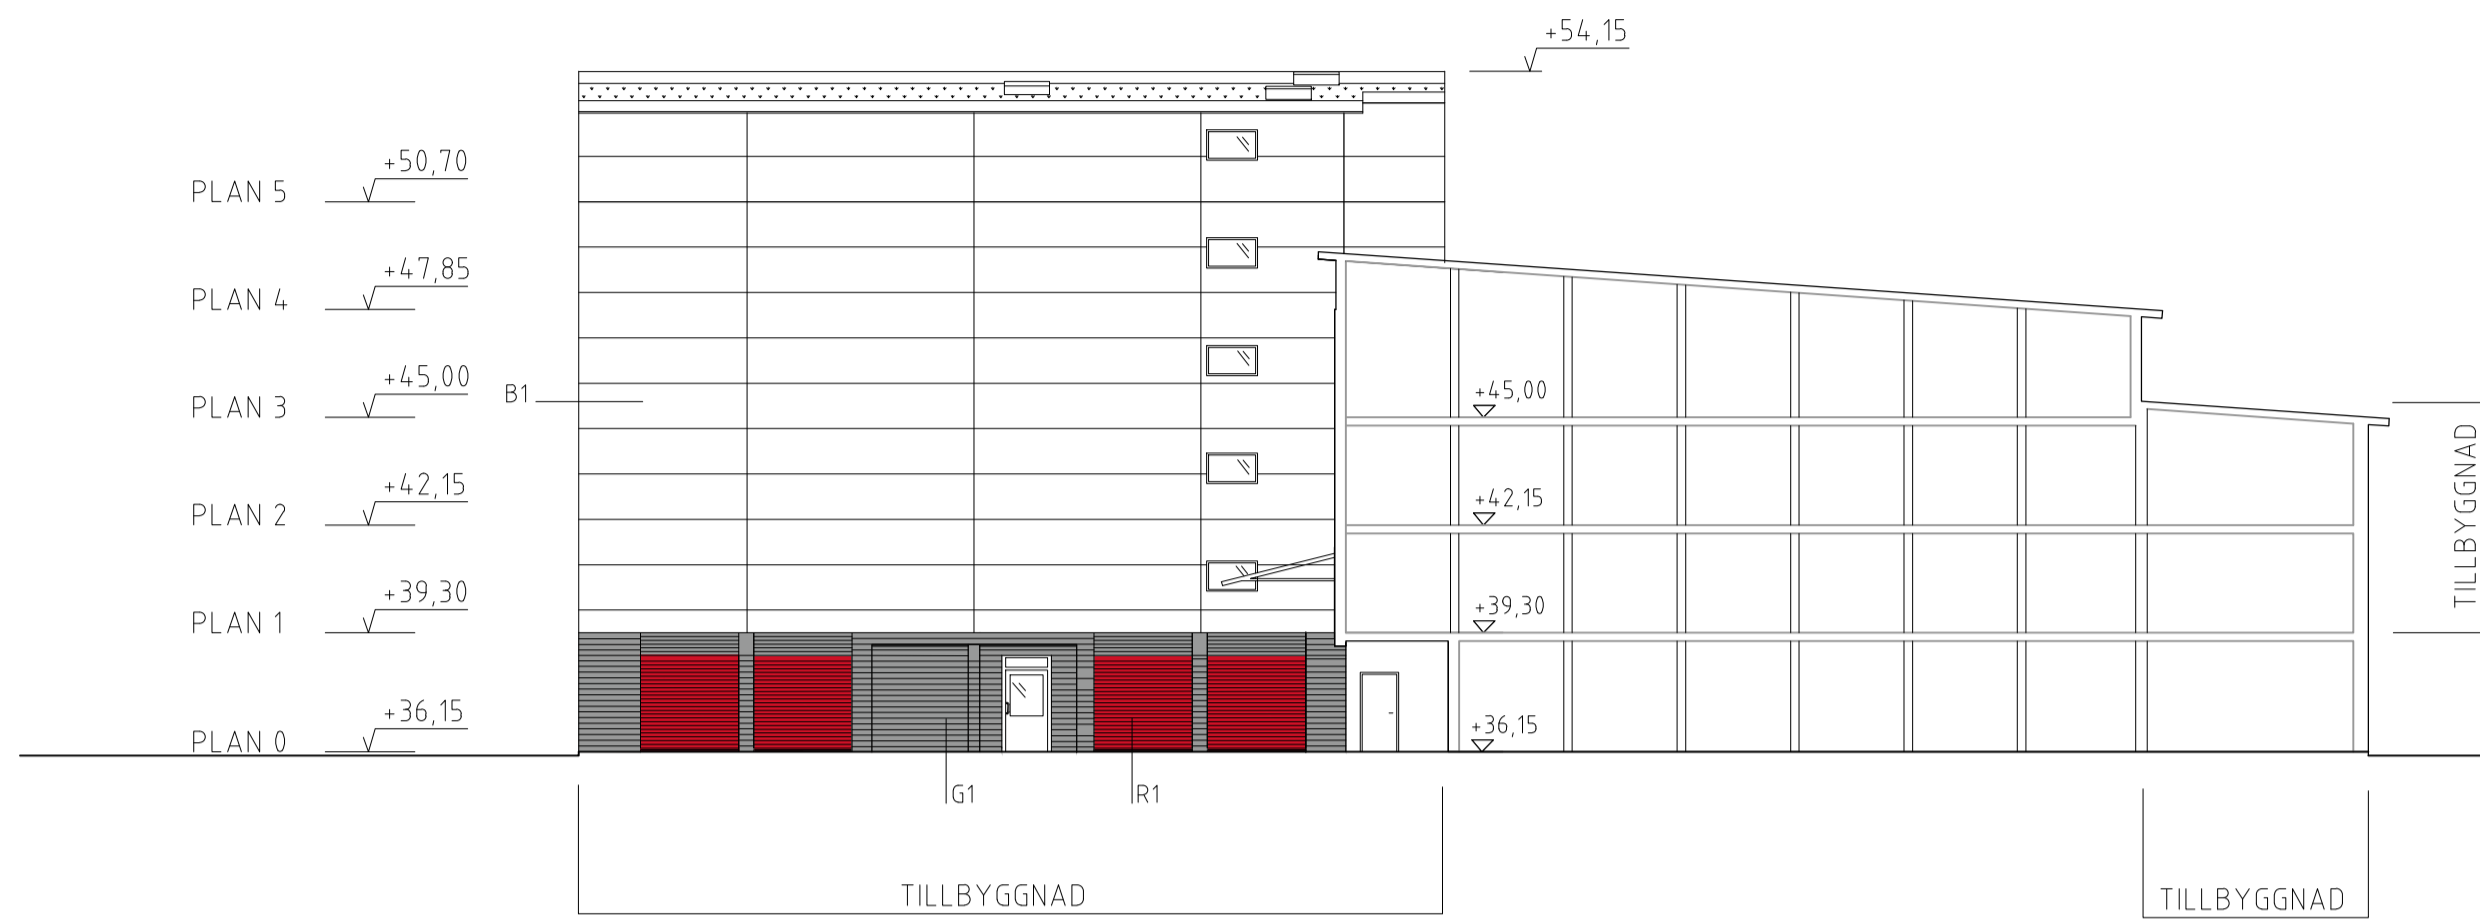 +54,15
+50,70
PLAN 5
+47,85
PLAN 4
+45,00
PLAN 3
B1
+45,00
+42,15
PLAN 2
+42,15
TILLBYGGNAD
+39,30
PLAN 1
+39,30
+36,15
PLAN 0
+36,15
G1
R1
TILLBYGGNAD
TILLBYGGNAD